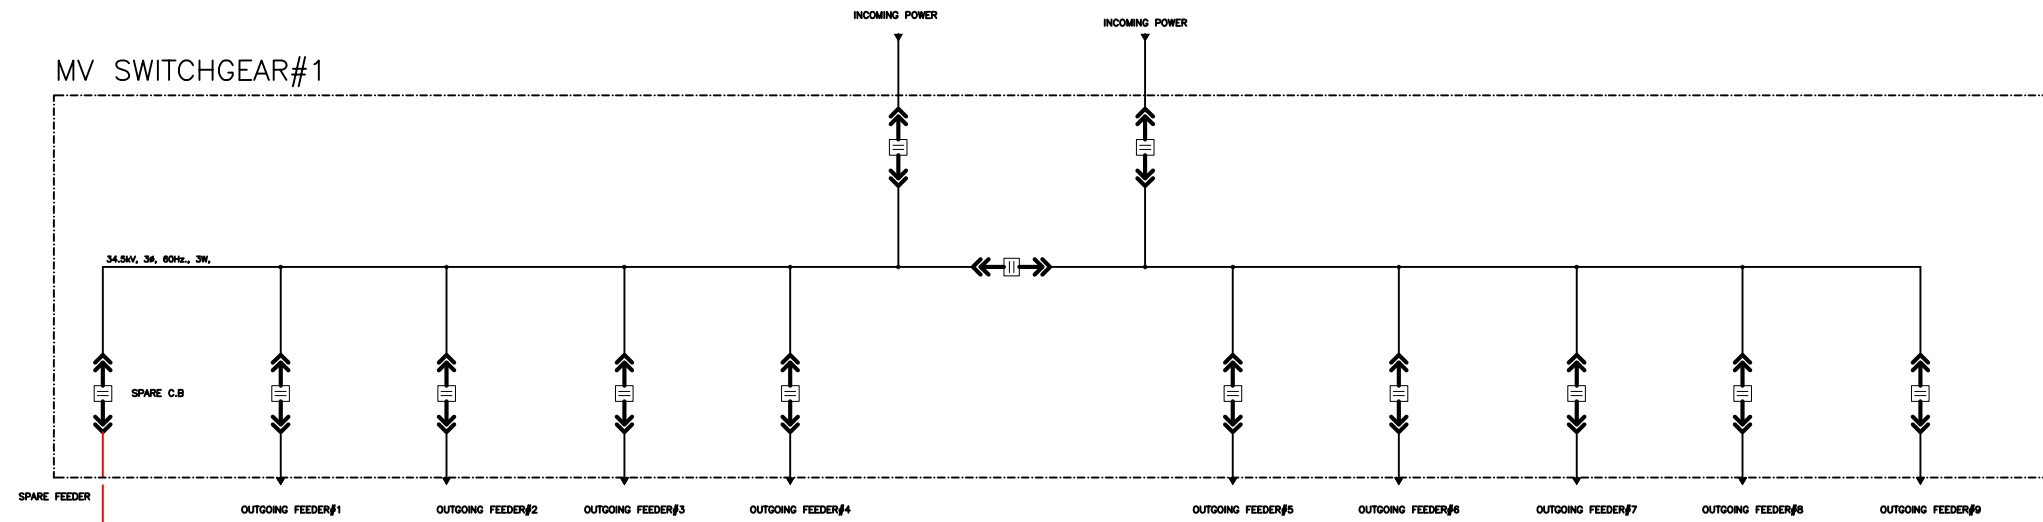 INCOMING POWER
INCOMING POWER
MV SWITCHGEAR#1
34.5kV, 3ø, 60Hz., 3W,
SPARE C.B
SPARE FEEDER
OUTGOING FEEDER#1
OUTGOING FEEDER#2
OUTGOING FEEDER#3
OUTGOING FEEDER#4
OUTGOING FEEDER#5
OUTGOING FEEDER#6
OUTGOING FEEDER#7
OUTGOING FEEDER#8
OUTGOING FEEDER#9